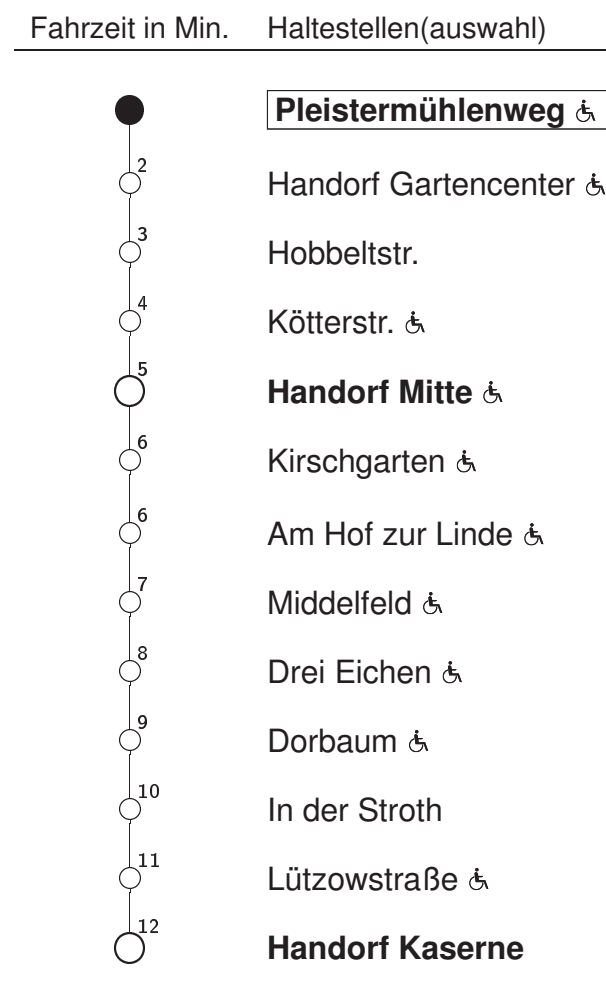 Fahrzeit in Min. Haltestellen(auswahl)
Pleistermühlenweg
2 Handorf Gartencenter
3 Hobbeltstr.
4 Kötterstr.
5 Handorf Mitte
6 Kirschgarten
6 Am Hof zur Linde
7 Middelfeld
8 Drei Eichen
9 Dorbaum
10 In der Stroth
11 Lützowstraße
12 Handorf Kaserne